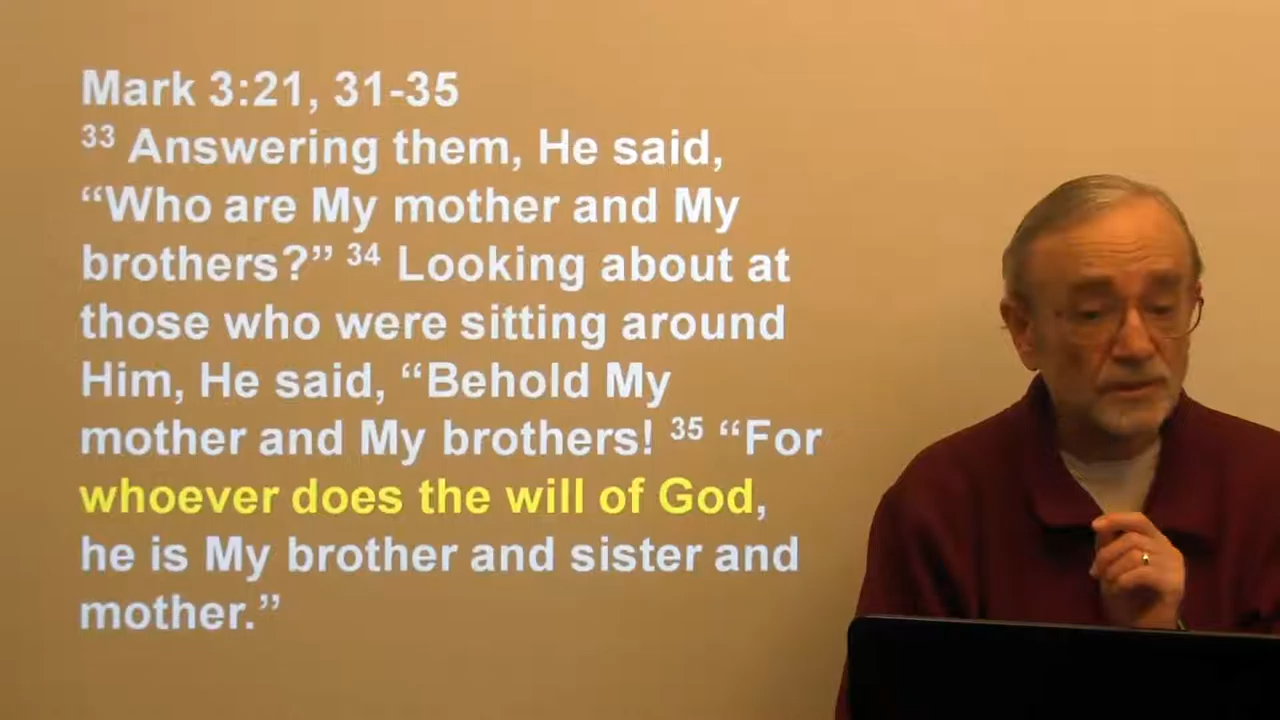 Mark 3:21, 31-35
33 Answering them, He said,
“Who are My mother and My
brothers?” 34 Looking about at
those who were sitting around
Him, He said, “Behold My
mother and My brothers! 35 “For
whoever does the will of God,
he is My brother and sister and
mother.”